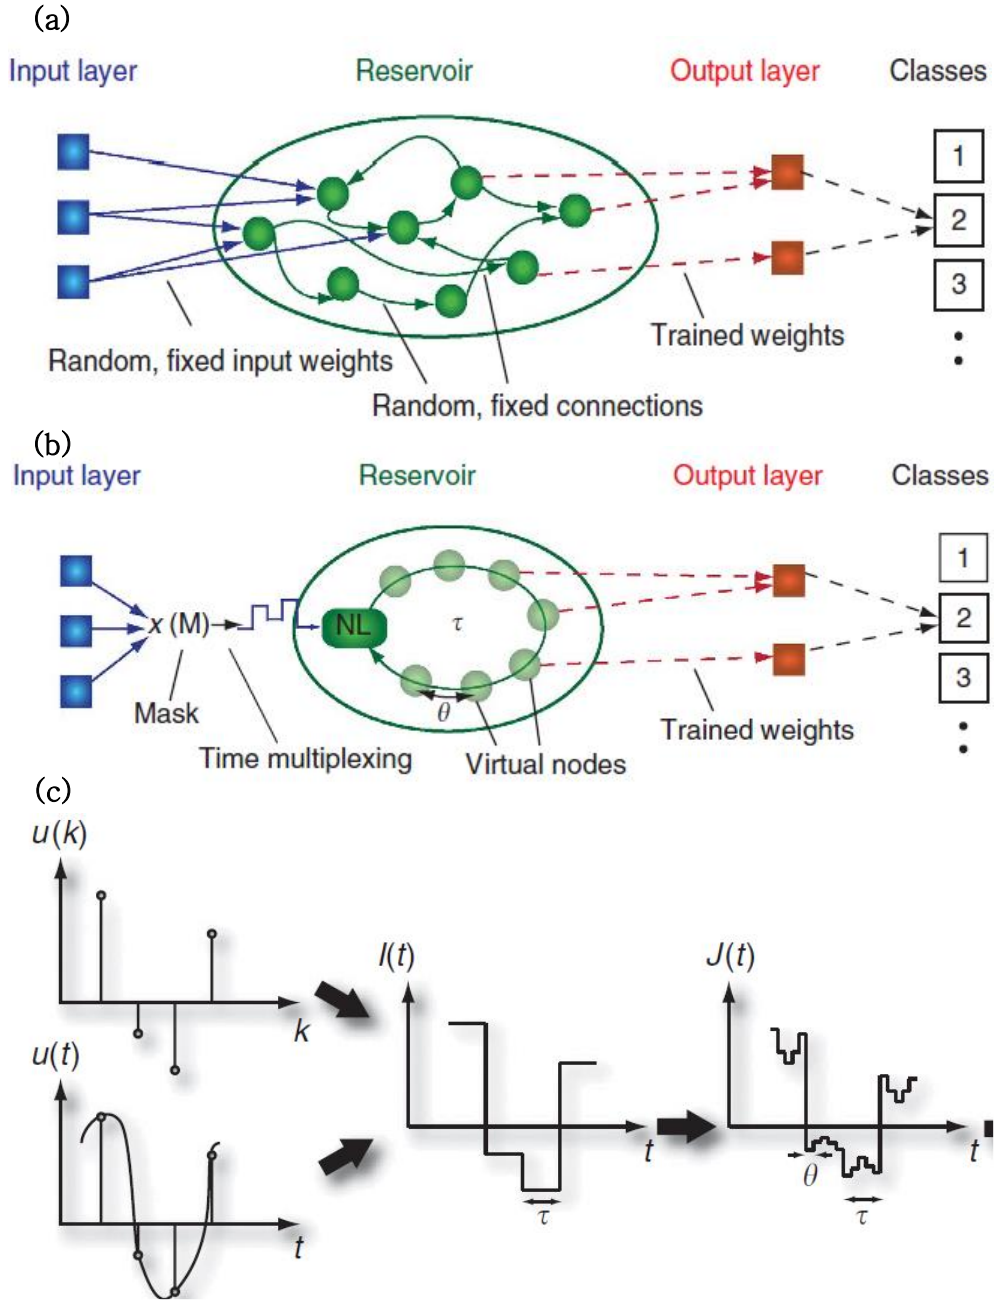 (a)
Input layer Reservoir Output layer Classes
1
2
3
Trained weights
Random, fixed input weights
Random, fixed connections
(b)
Input layer Reservoir Output layer Classes
1
x (M) NL τ 2
3
Mask θ
Trained weights
Time multiplexing Virtual nodes
(c)
u(k)
k
I(t) J(t)
u(t)
t t
θ
τ τ
t